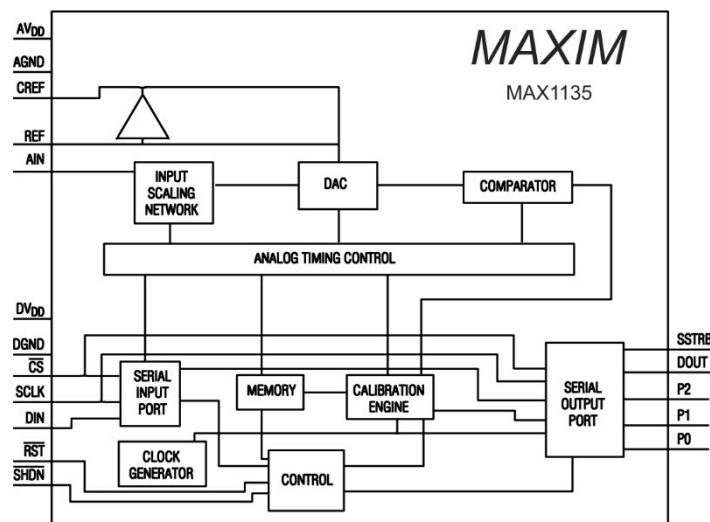 AVDD
MAXIM
AGND
MAX1135
CREF
REF
AIN
INPUT
SCALING
NETWORK
DAC
COMPARATOR
ANALOG TIMING CONTROL
DVDD
DGND
CS
SCLK
DIN
RST
SHDN
SERIAL
INPUT
PORT
MEMORY
CALIBRATION
ENGINE
SERIAL
OUTPUT
PORT
CLOCK
GENERATOR
CONTROL
SSTRB
DOUT
P2
P1
P0